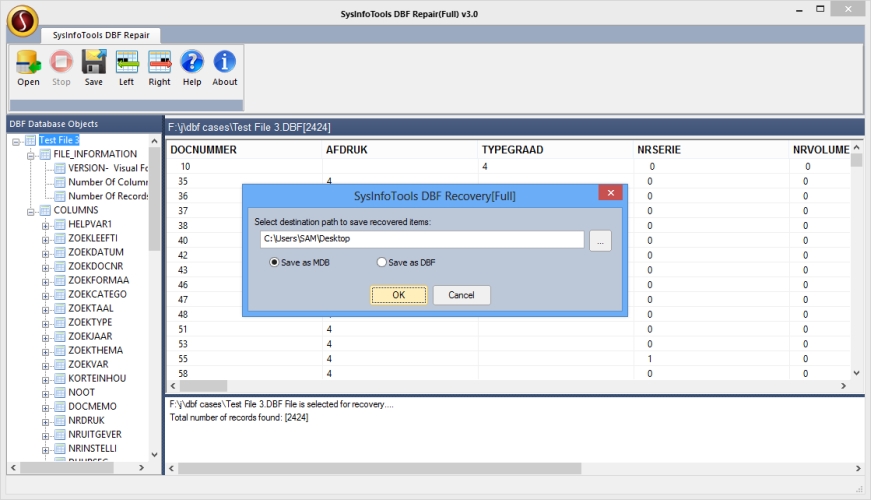 SysInfoTools DBF Repair(Full) v3.0
SysInfoTools DBF Repair
Open Stop Save Left Right Help About
DBF Database Objects
Test File 3
FILE_INFORMATION
VERSION- Visual Fo
Number Of Column
Number Of Records
COLUMNS
HELPVAR1
ZOEKLEEFTI
ZOEKDATUM
ZOEKDOCNR
ZOEKFORMAA
ZOEKCATEGO
ZOEKTAAL
ZOEKTYPE
ZOEKJAAR
ZOEKTHEMA
ZOEKVAR
KORTEINHOU
NOOT
DOCMEMO
NRDRUK
NRUITGEVER
NRINSTELLI
F:\j\dbf cases\Test File 3.DBF[2424]
DOCNUMMER AFDRUK TYPEGRAAD NRSERIE NRVOLUME
10 4 0 0
35 4 0 0
36 0 0
37 0 0
38 0 0
40 0 0
42 0 0
43 0 0
46 0 0
47 0 0
48 0 0
51 4 0 0
53 4 0 0
55 4 1 0
58 4 0 0
SysInfoTools DBF Recovery[Full]
Select destination path to save recovered items:
C:\Users\SAM\Desktop
...
Save as MDB Save as DBF
OK Cancel
F:\j\dbf cases\Test File 3.DBF File is selected for recovery....
Total number of records found: [2424]